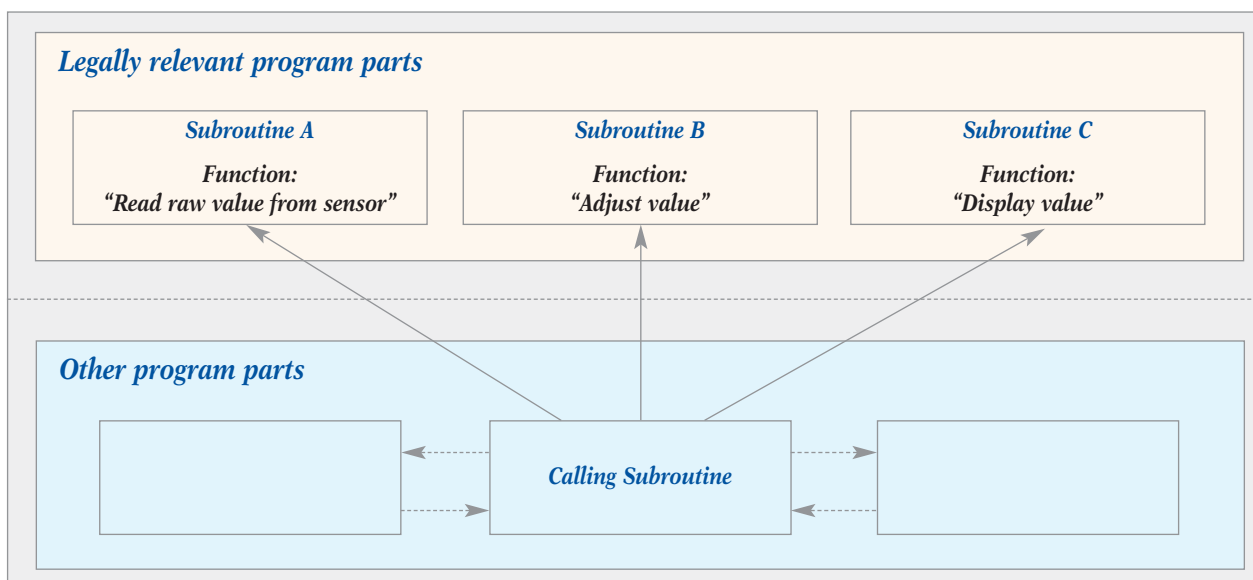 Legally relevant program parts
Subroutine A
Function:
“Read raw value from sensor”
Subroutine B
Function:
“Adjust value”
Subroutine C
Function:
“Display value”
Other program parts
Calling Subroutine